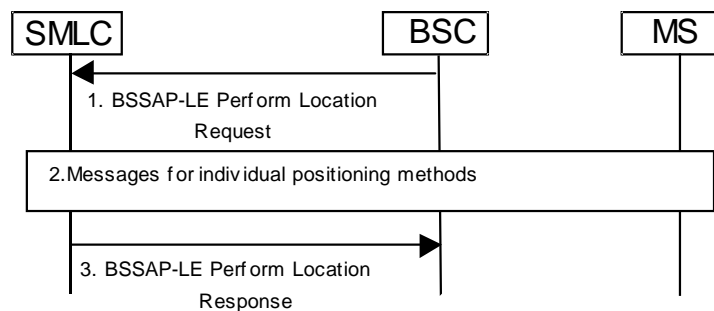 SMLC BSC MS
1. BSSAP-LE Perform Location
Request
2.Messages for individual positioning methods
3. BSSAP-LE Perform Location
Response